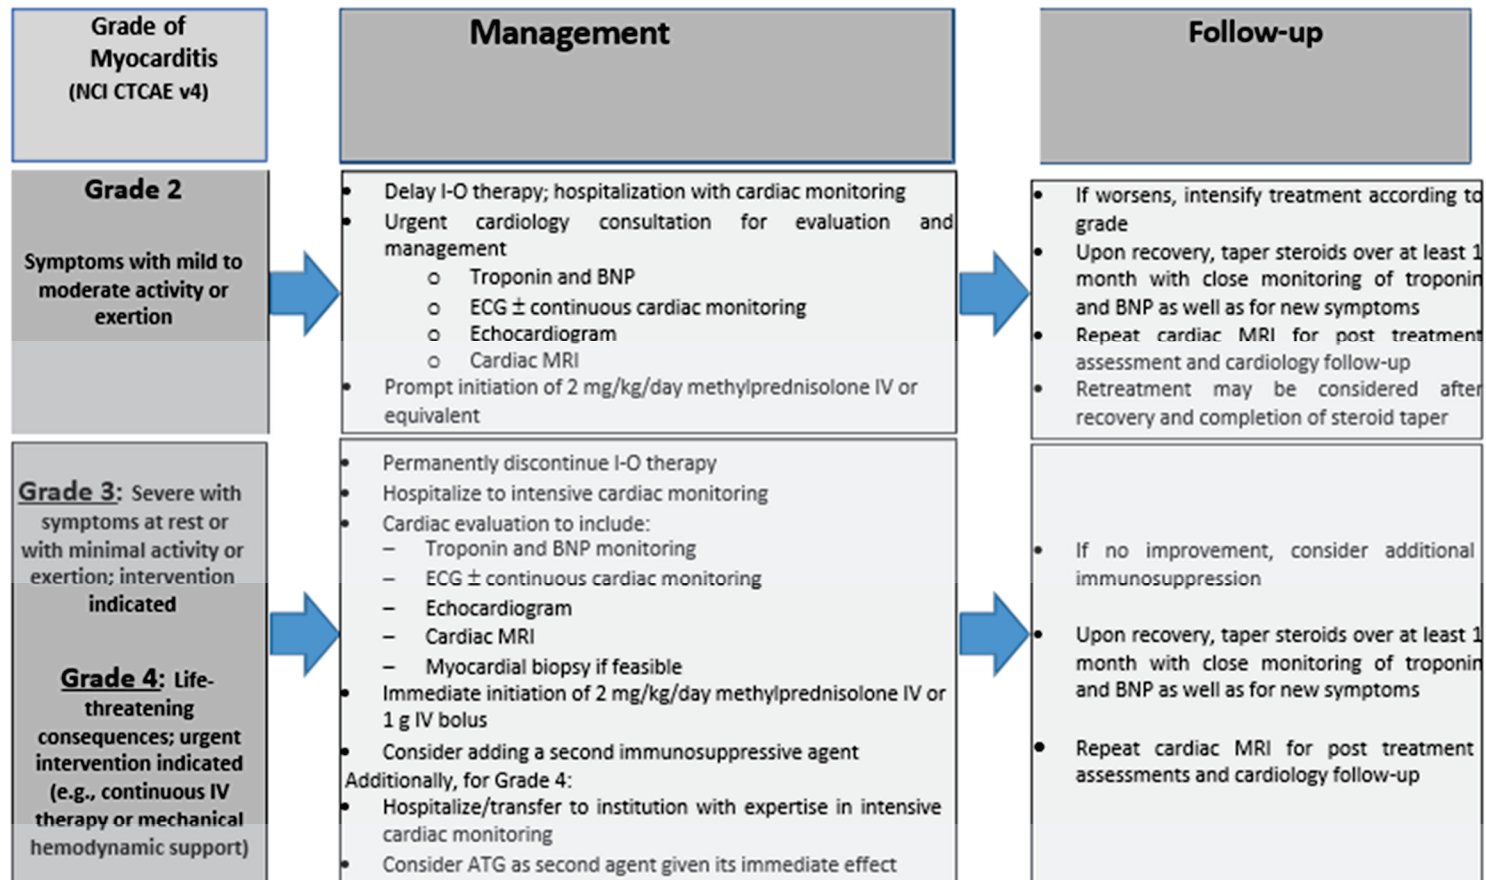 Grade of
Myocarditis
(NCI CTCAE v4)
Management
Follow-up
Grade 2
Symptoms with mild to
moderate activity or
exertion
• Delay I-O therapy; hospitalization with cardiac monitoring
• Urgent cardiology consultation for evaluation and
management
o Troponin and BNP
o ECG ± continuous cardiac monitoring
o Echocardiogram
o Cardiac MRI
• Prompt initiation of 2 mg/kg/day methylprednisolone IV or
equivalent
• If worsens, intensify treatment according to
grade
• Upon recovery, taper steroids over at least 1
month with close monitoring of troponin
and BNP as well as for new symptoms
• Repeat cardiac MRI for post treatment
assessment and cardiology follow-up
• Retreatment may be considered after
recovery and completion of steroid taper
Grade 3: Severe with
symptoms at rest or
with minimal activity or
exertion; intervention
indicated
Grade 4: Life-
threatening
consequences; urgent
intervention indicated
(e.g., continuous IV
therapy or mechanical
hemodynamic support)
• Permanently discontinue I-O therapy
• Hospitalize to intensive cardiac monitoring
• Cardiac evaluation to include:
– Troponin and BNP monitoring
– ECG ± continuous cardiac monitoring
– Echocardiogram
– Cardiac MRI
– Myocardial biopsy if feasible
• Immediate initiation of 2 mg/kg/day methylprednisolone IV or
1 g IV bolus
• Consider adding a second immunosuppressive agent
Additionally, for Grade 4:
• Hospitalize/transfer to institution with expertise in intensive
cardiac monitoring
• Consider ATG as second agent given its immediate effect
• If no improvement, consider additional
immunosuppression
• Upon recovery, taper steroids over at least 1
month with close monitoring of troponin
and BNP as well as for new symptoms
• Repeat cardiac MRI for post treatment
assessments and cardiology follow-up